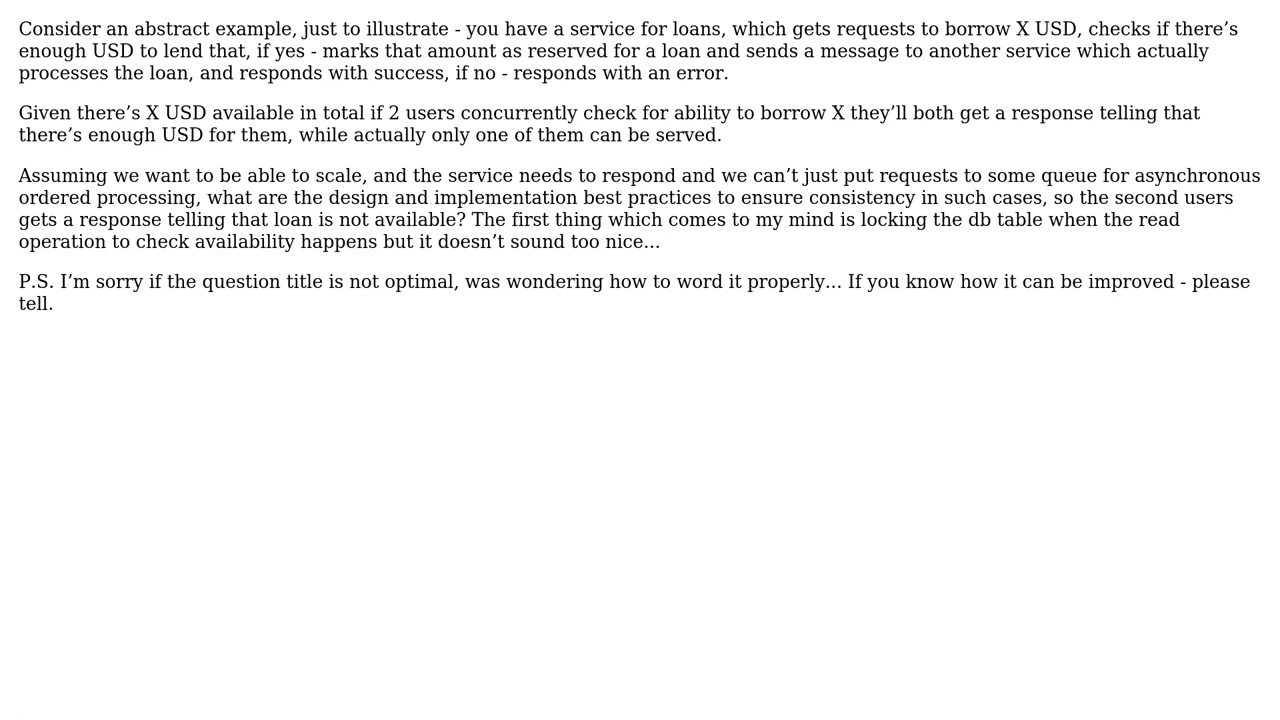 Consider an abstract example, just to illustrate - you have a service for loans, which gets requests to borrow X USD, checks if there’s
enough USD to lend that, if yes - marks that amount as reserved for a loan and sends a message to another service which actually
processes the loan, and responds with success, if no - responds with an error.
Given there’s X USD available in total if 2 users concurrently check for ability to borrow X they’ll both get a response telling that
there’s enough USD for them, while actually only one of them can be served.
Assuming we want to be able to scale, and the service needs to respond and we can’t just put requests to some queue for asynchronous
ordered processing, what are the design and implementation best practices to ensure consistency in such cases, so the second users
gets a response telling that loan is not available? The first thing which comes to my mind is locking the db table when the read
operation to check availability happens but it doesn’t sound too nice…
P.S. I’m sorry if the question title is not optimal, was wondering how to word it properly… If you know how it can be improved - please
tell.